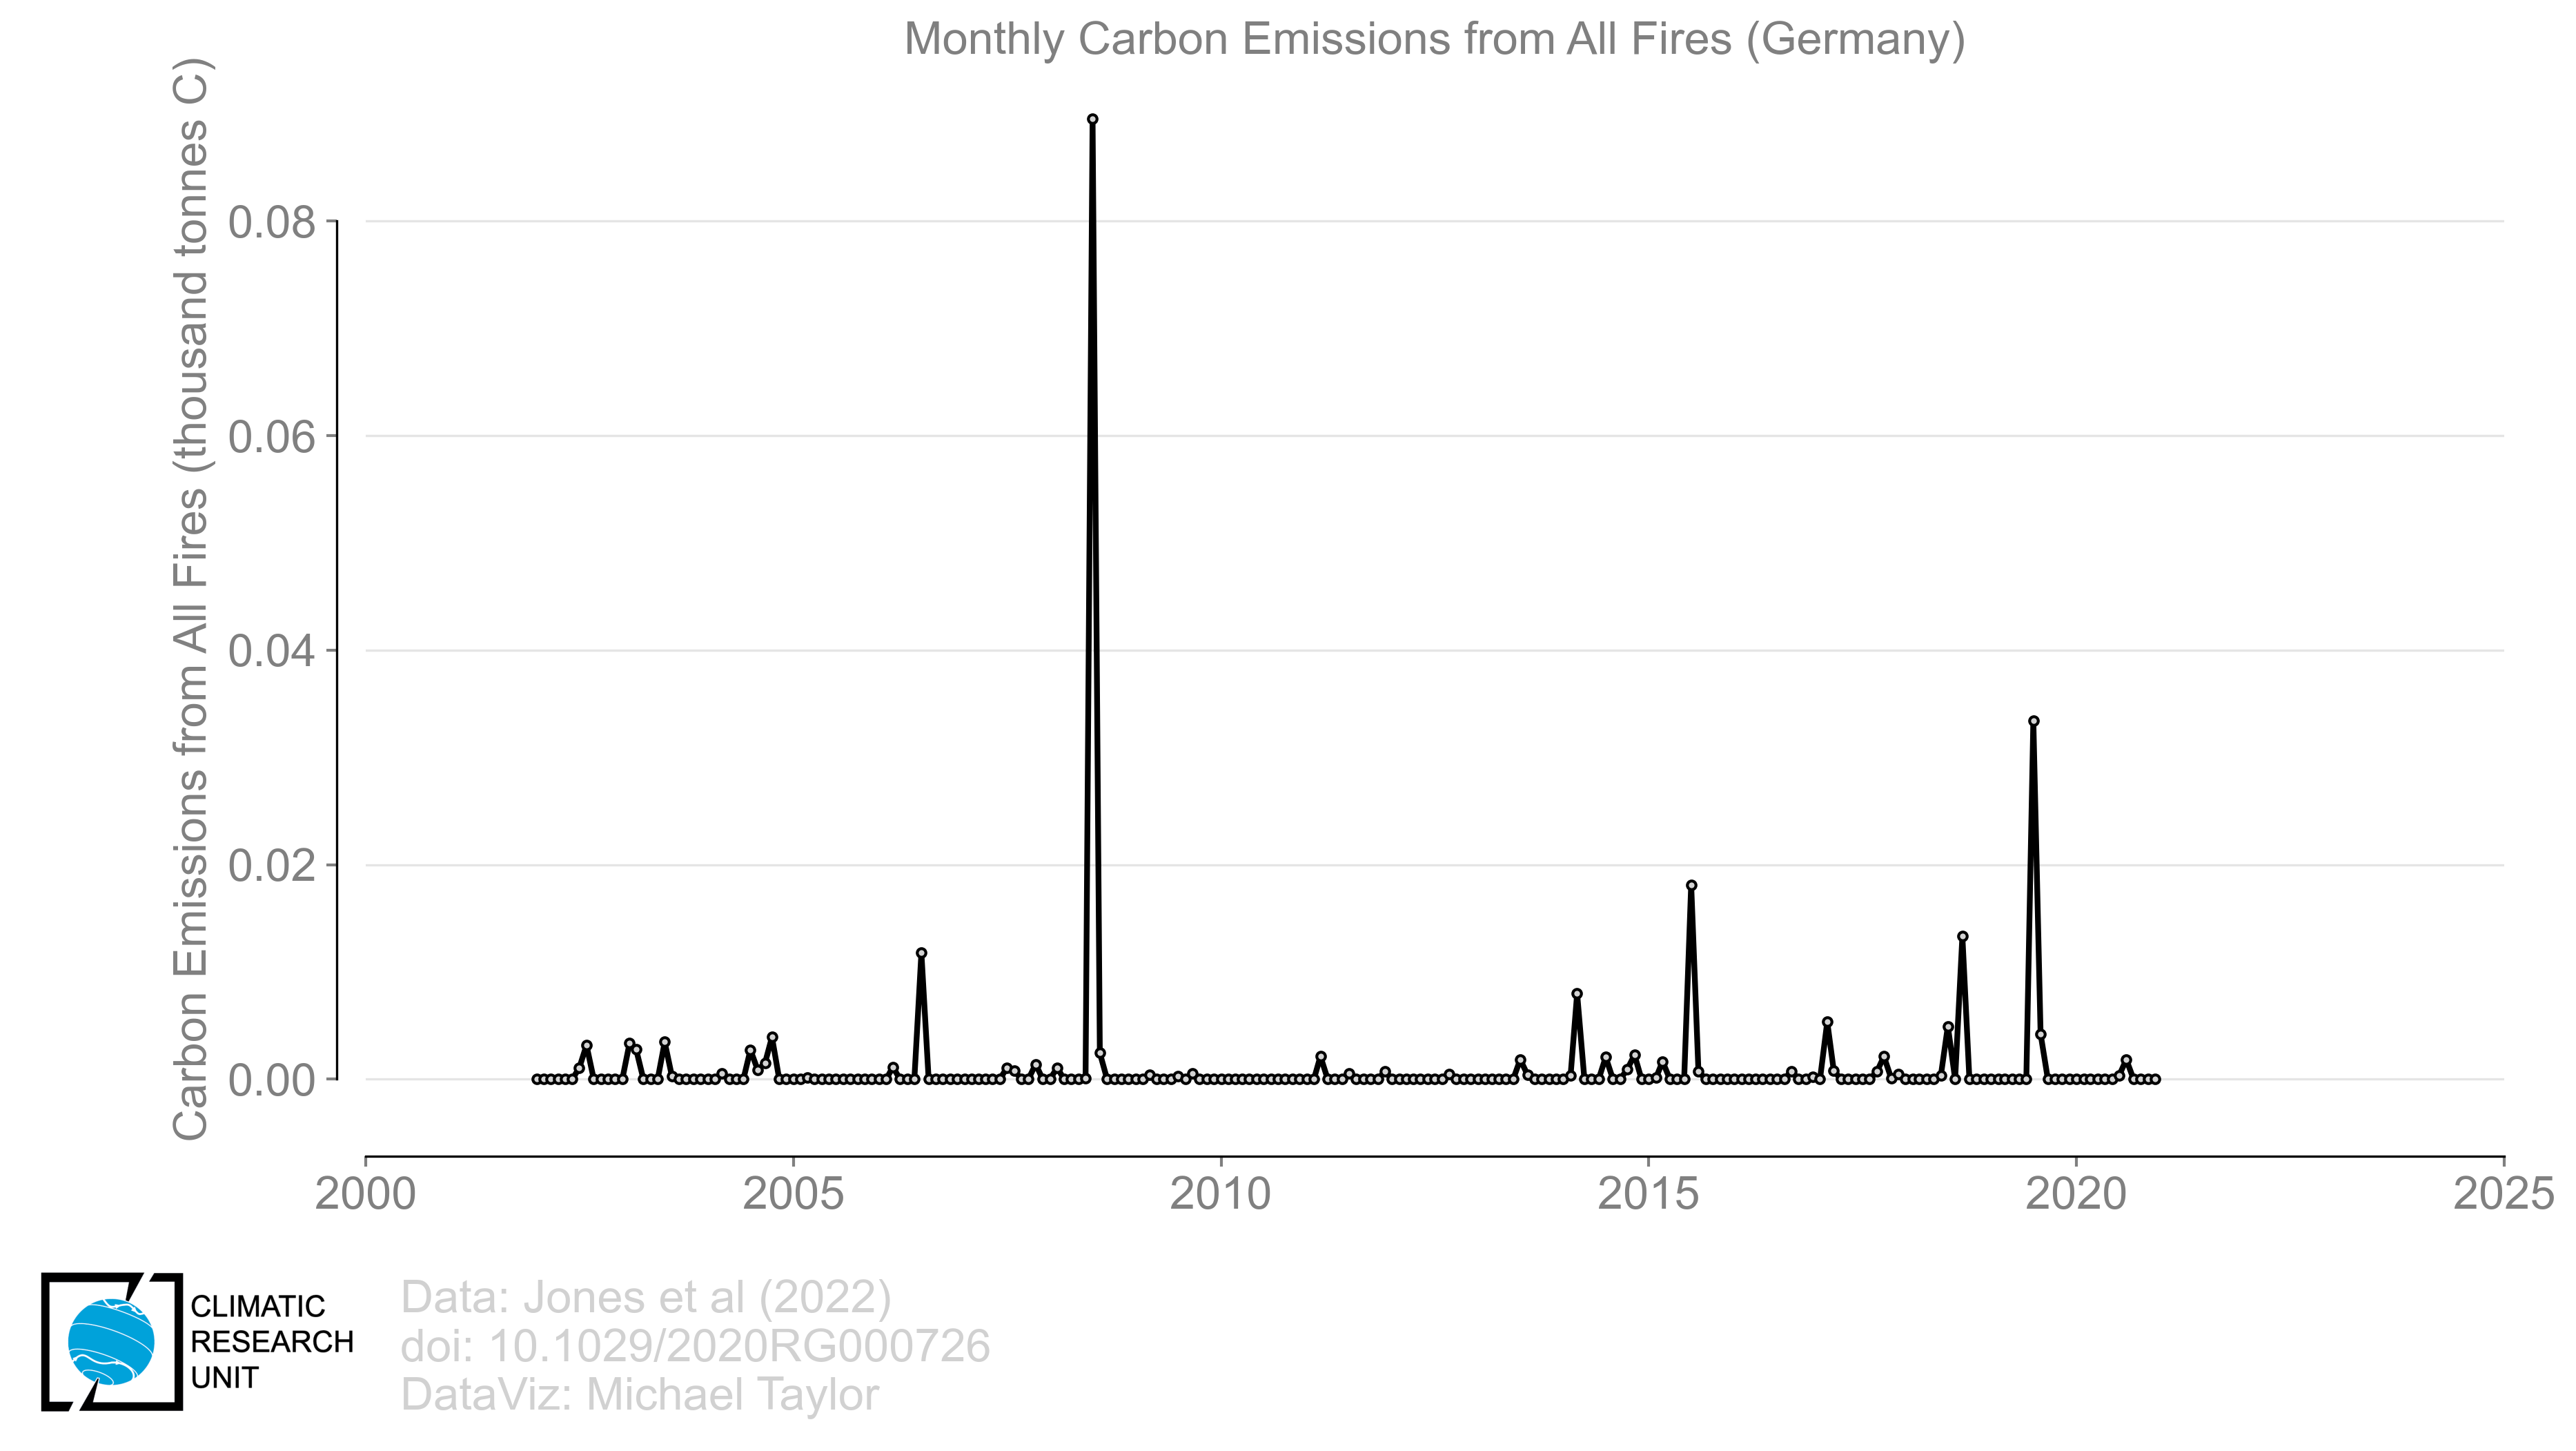 Monthly Carbon Emissions from All Fires (Germany)
Carbon Emissions from All Fires (thousand tonnes C)
0.08
0.06
0.04
0.02
0.00
2000
2005
2010
2015
2020
2025
CLIMATIC
RESEARCH
UNIT
Data: Jones et al (2022)
doi: 10.1029/2020RG000726
DataViz: Michael Taylor